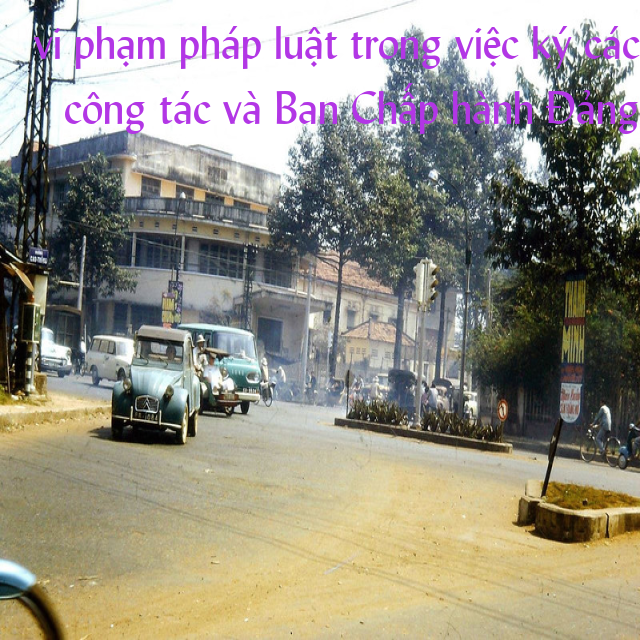 vi phạm pháp luật trong việc ký các
công tác và Ban Chấp hành Đảng